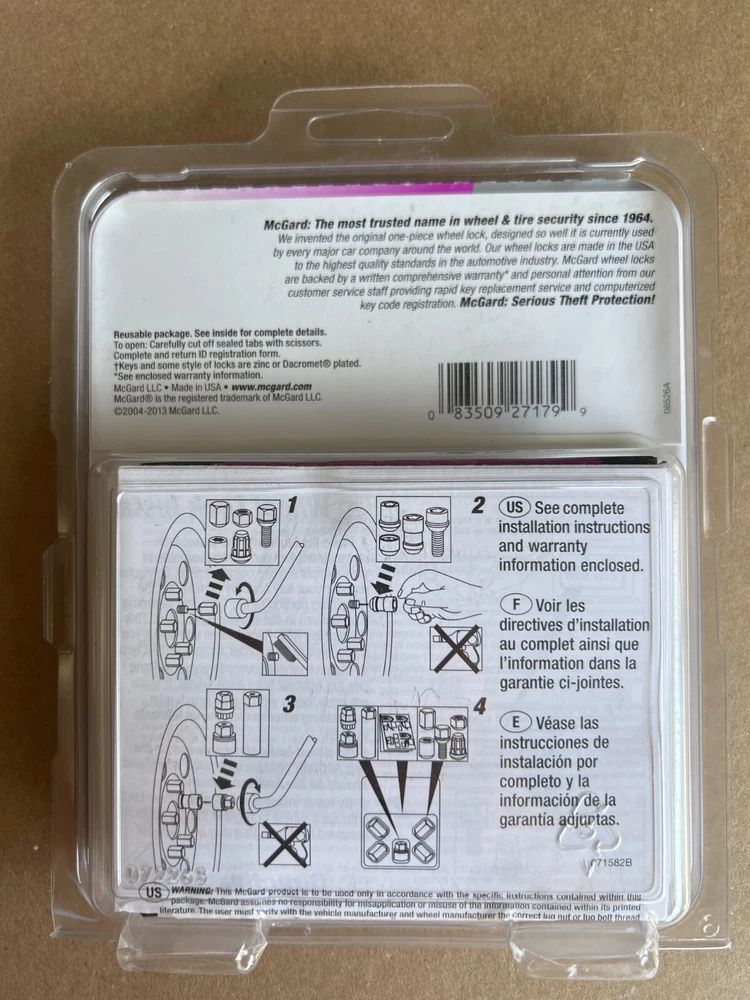 McGard: The most trusted name in wheel & tire security since 1964.
We invented the original one-piece wheel lock, designed so well it is currently used
by every major car company around the world. Our wheel locks are made in the USA
to the highest quality standards in the automotive industry. McGard wheel locks
are backed by a written comprehensive warranty* and personal attention from our
customer service staff providing rapid key replacement service and computerized
key code registration. McGard: Serious Theft Protection!
Reusable package. See inside for complete details.
To open: Carefully cut off sealed tabs with scissors.
Complete and return ID registration form.
†Keys and some style of locks are zinc or Dacromet® plated.
*See enclosed warranty information.
McGard LLC • Made in USA • www.mcgard.com
McGard® is the registered trademark of McGard LLC.
©2004-2013 McGard LLC.
0 83509 27179 9
08526A
1
2
3
4
US See complete
installation instructions
and warranty
information enclosed.
F Voir les
directives d'installation
au complet ainsi que
l'information dans la
garantie ci-jointes.
E Véase las
instrucciones de
instalación por
completo y la
información de la
garantía adjuntas.
071582B
US WARNING: This McGard product is to be used only in accordance with the specific instructions contained within this
package. McGard assumes no responsibility for misapplication or misuse of the information contained within its printed
literature. The user must verify with the vehicle manufacturer and wheel manufacturer the correct lug nut or lug bolt thread